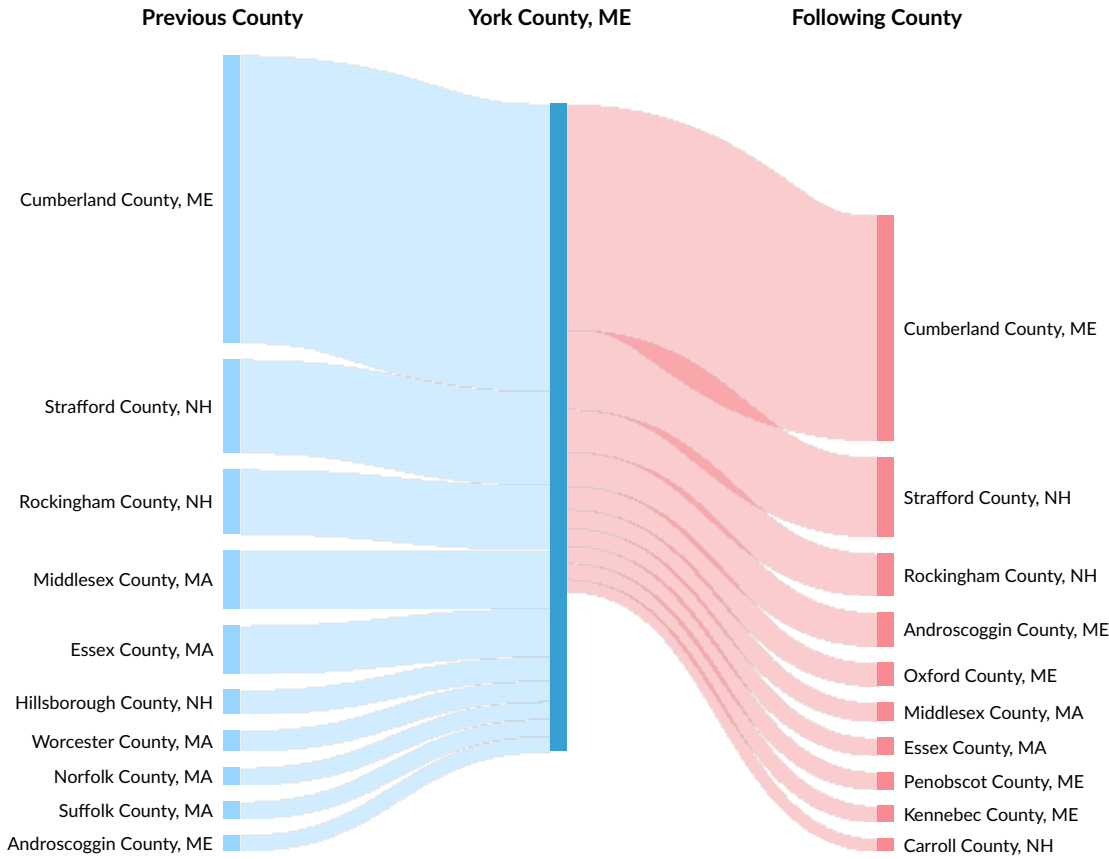 Previous County
York County, ME
Following County
Cumberland County, ME
Strafford County, NH
Rockingham County, NH
Middlesex County, MA
Essex County, MA
Hillsborough County, NH
Worcester County, MA
Norfolk County, MA
Suffolk County, MA
Androscoggin County, ME
Cumberland County, ME
Strafford County, NH
Rockingham County, NH
Androscoggin County, ME
Oxford County, ME
Middlesex County, MA
Essex County, MA
Penobscot County, ME
Kennebec County, ME
Carroll County, NH